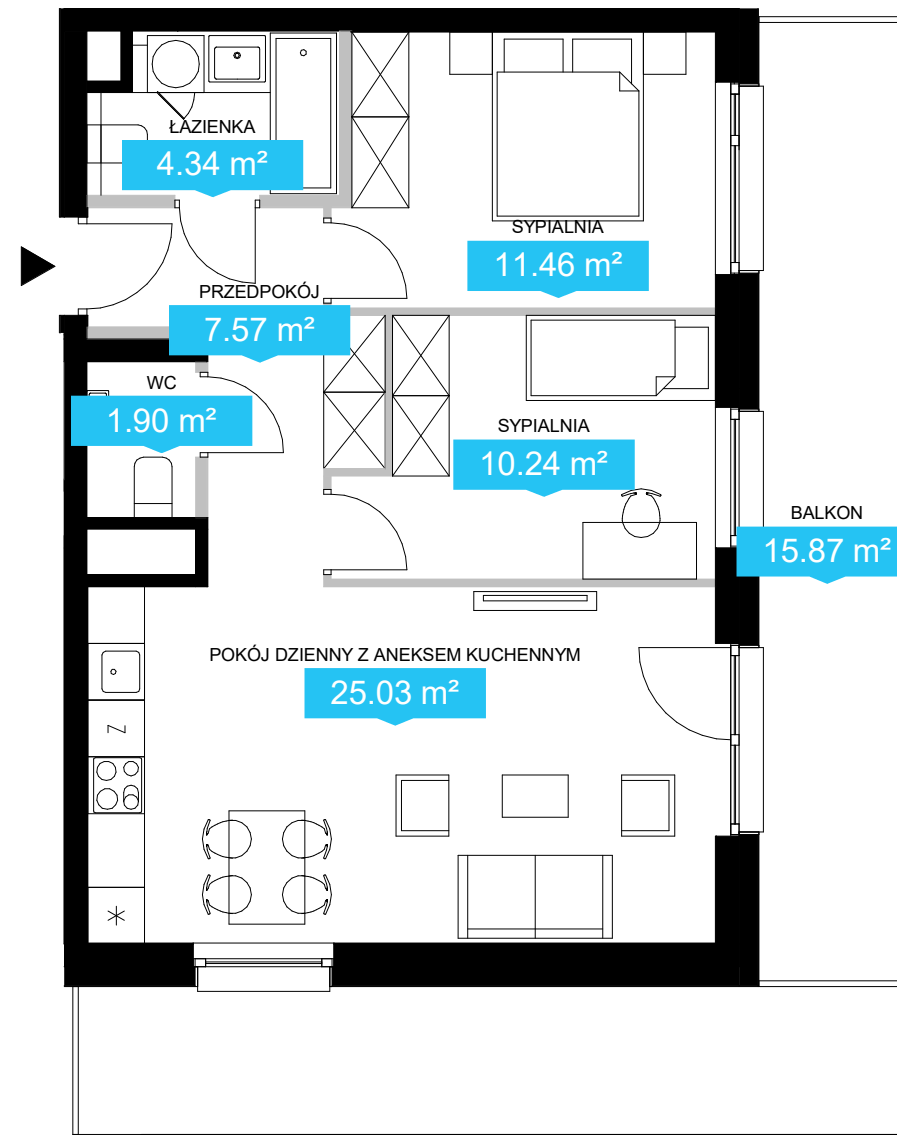 ŁAZIENKA
4.34 m²
SYPIALNIA
11.46 m²
PRZEDPOKÓJ
7.57 m²
WC
1.90 m²
SYPIALNIA
10.24 m²
BALKON
15.87 m²
POKÓJ DZIENNY Z ANEKSEM KUCHENNYM
25.03 m²
Z